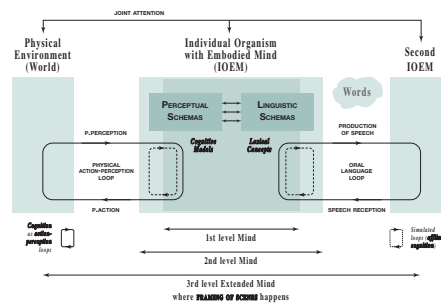 JOINT ATTENTION
Physical
Environment
(World)
Individual Organism
with Embodied Mind
(IOEM)
Second
IOEM
Words
PERCEPTUAL
SCHEMAS
LINGUISTIC
SCHEMAS
P.PERCEPTION
PRODUCTION
OF SPEECH
Cognitive
Models
Lexical
Concepts
PHYSICAL
ACTION-PERCEPTION
LOOP
ORAL
LANGUAGE
LOOP
P.ACTION
SPEECH RECEPTION
Cognition
as action-
perception
loops
Simulated
loops (offline
cognition)
1st level Mind
2nd level Mind
3rd level Extended Mind
where FRAMING OF SCENES happens